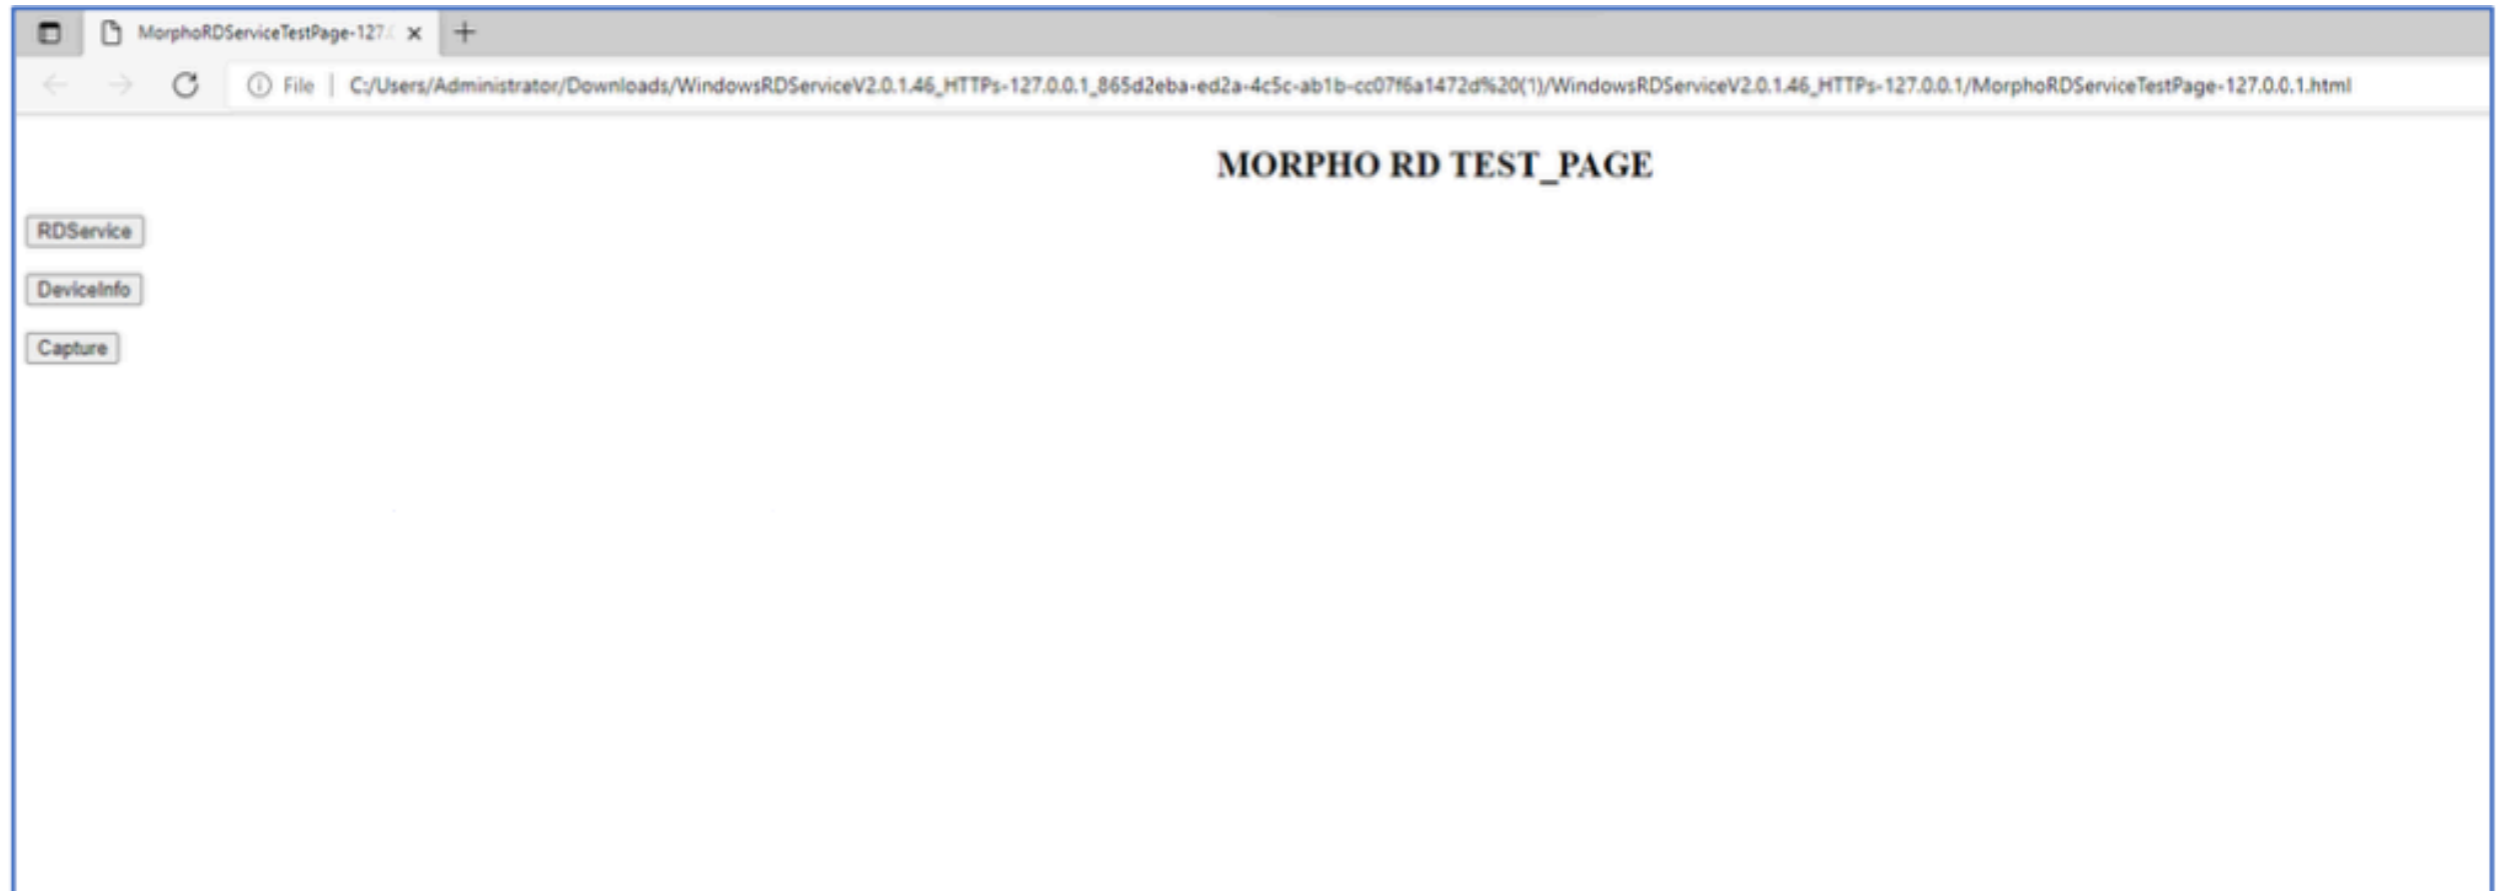 MorphoRDServiceTestPage-127.
File | C:/Users/Administrator/Downloads/WindowsRDServiceV2.0.1.46_HTTPs-127.0.0.1_865d2eba-ed2a-4c5c-ab1b-cc07f6a1472d%20(1)/WindowsRDServiceV2.0.1.46_HTTPs-127.0.0.1/MorphoRDServiceTestPage-127.0.0.1.html
MORPHO RD TEST_PAGE
RDService
DeviceInfo
Capture